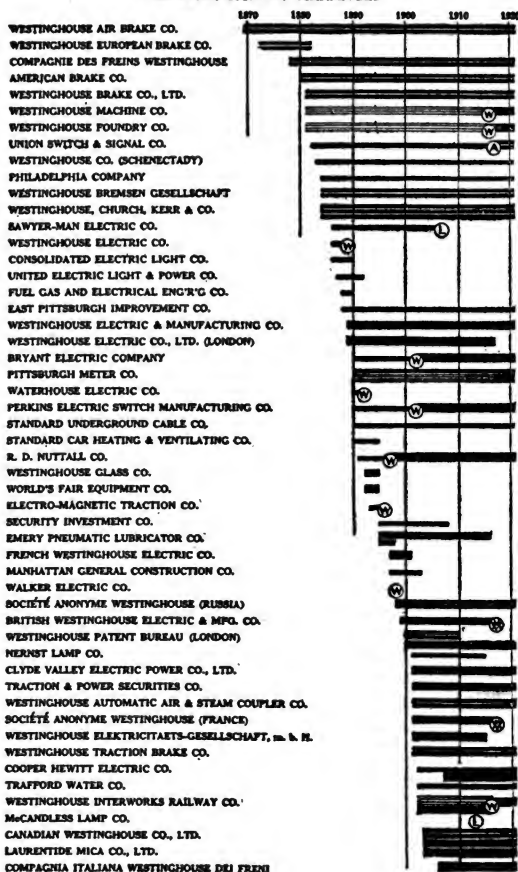 1870 1880 1890 1900 1910 1920
WESTINGHOUSE AIR BRAKE CO.
WESTINGHOUSE EUROPEAN BRAKE CO.
COMPAGNIE DES FREINS WESTINGHOUSE
AMERICAN BRAKE CO.
WESTINGHOUSE BRAKE CO., LTD.
WESTINGHOUSE MACHINE CO. W
WESTINGHOUSE FOUNDRY CO. W
UNION SWITCH & SIGNAL CO. A
WESTINGHOUSE CO. (SCHENECTADY)
PHILADELPHIA COMPANY
WESTINGHOUSE BREMSEN GESELLSCHAFT
WESTINGHOUSE, CHURCH, KERR & CO.
SAWYER-MAN ELECTRIC CO. L
WESTINGHOUSE ELECTRIC CO. W
CONSOLIDATED ELECTRIC LIGHT CO.
UNITED ELECTRIC LIGHT & POWER CO.
FUEL GAS AND ELECTRICAL ENG'R'G CO.
EAST PITTSBURGH IMPROVEMENT CO.
WESTINGHOUSE ELECTRIC & MANUFACTURING CO.
WESTINGHOUSE ELECTRIC CO., LTD. (LONDON)
BRYANT ELECTRIC COMPANY W
PITTSBURGH METER CO.
WATERHOUSE ELECTRIC CO. W
PERKINS ELECTRIC SWITCH MANUFACTURING CO. W
STANDARD UNDERGROUND CABLE CO.
STANDARD CAR HEATING & VENTILATING CO.
R. D. NUTTALL CO. W
WESTINGHOUSE GLASS CO.
WORLD'S FAIR EQUIPMENT CO.
ELECTRO-MAGNETIC TRACTION CO. W
SECURITY INVESTMENT CO.
EMERY PNEUMATIC LUBRICATOR CO.
FRENCH WESTINGHOUSE ELECTRIC CO.
MANHATTAN GENERAL CONSTRUCTION CO.
WALKER ELECTRIC CO. W
SOCIÉTÉ ANONYME WESTINGHOUSE (RUSSIA)
BRITISH WESTINGHOUSE ELECTRIC & MFG. CO.
WESTINGHOUSE PATENT BUREAU (LONDON)
NERNST LAMP CO.
CLYDE VALLEY ELECTRIC POWER CO., LTD.
TRACTION & POWER SECURITIES CO.
WESTINGHOUSE AUTOMATIC AIR & STEAM COUPLER CO.
SOCIÉTÉ ANONYME WESTINGHOUSE (FRANCE)
WESTINGHOUSE ELEKTRICITAETS-GESELLSCHAFT, m. b. H.
WESTINGHOUSE TRACTION BRAKE CO.
COOPER HEWITT ELECTRIC CO.
TRAFFORD WATER CO.
WESTINGHOUSE INTERWORKS RAILWAY CO. W
McCANDLESS LAMP CO. L
CANADIAN WESTINGHOUSE CO., LTD.
LAURENTIDE MICA CO., LTD.
COMPAGNIA ITALIANA WESTINGHOUSE DEI FRENI